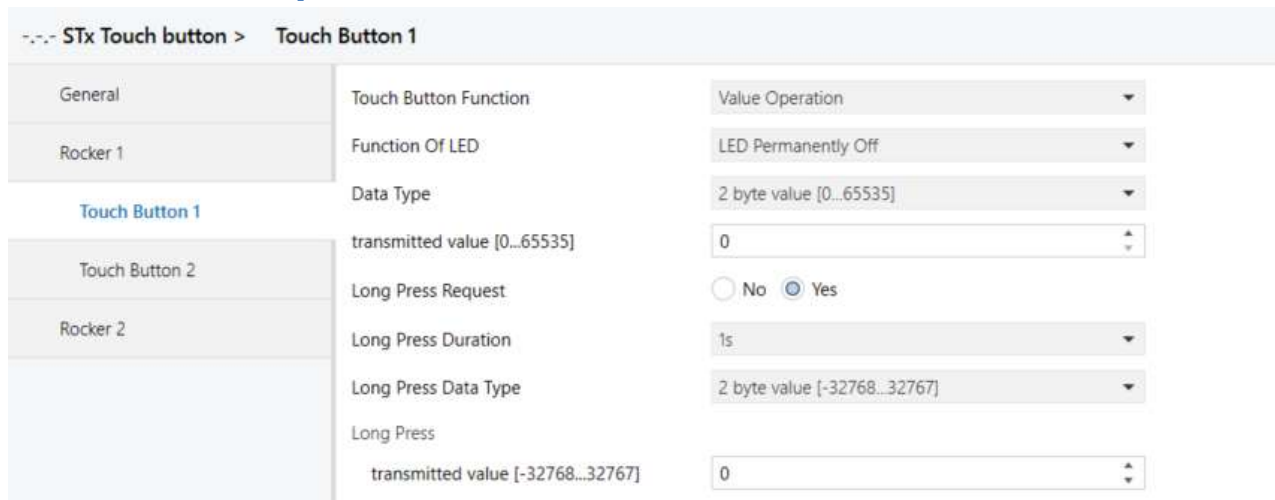 -.-.- STx Touch button > Touch Button 1
General
Rocker 1
Touch Button 1
Touch Button 2
Rocker 2
Touch Button Function Value Operation
Function Of LED LED Permanently Off
Data Type 2 byte value [0...65535]
transmitted value [0...65535] 0
Long Press Request No Yes
Long Press Duration 1s
Long Press Data Type 2 byte value [-32768...32767]
Long Press
transmitted value [-32768...32767] 0